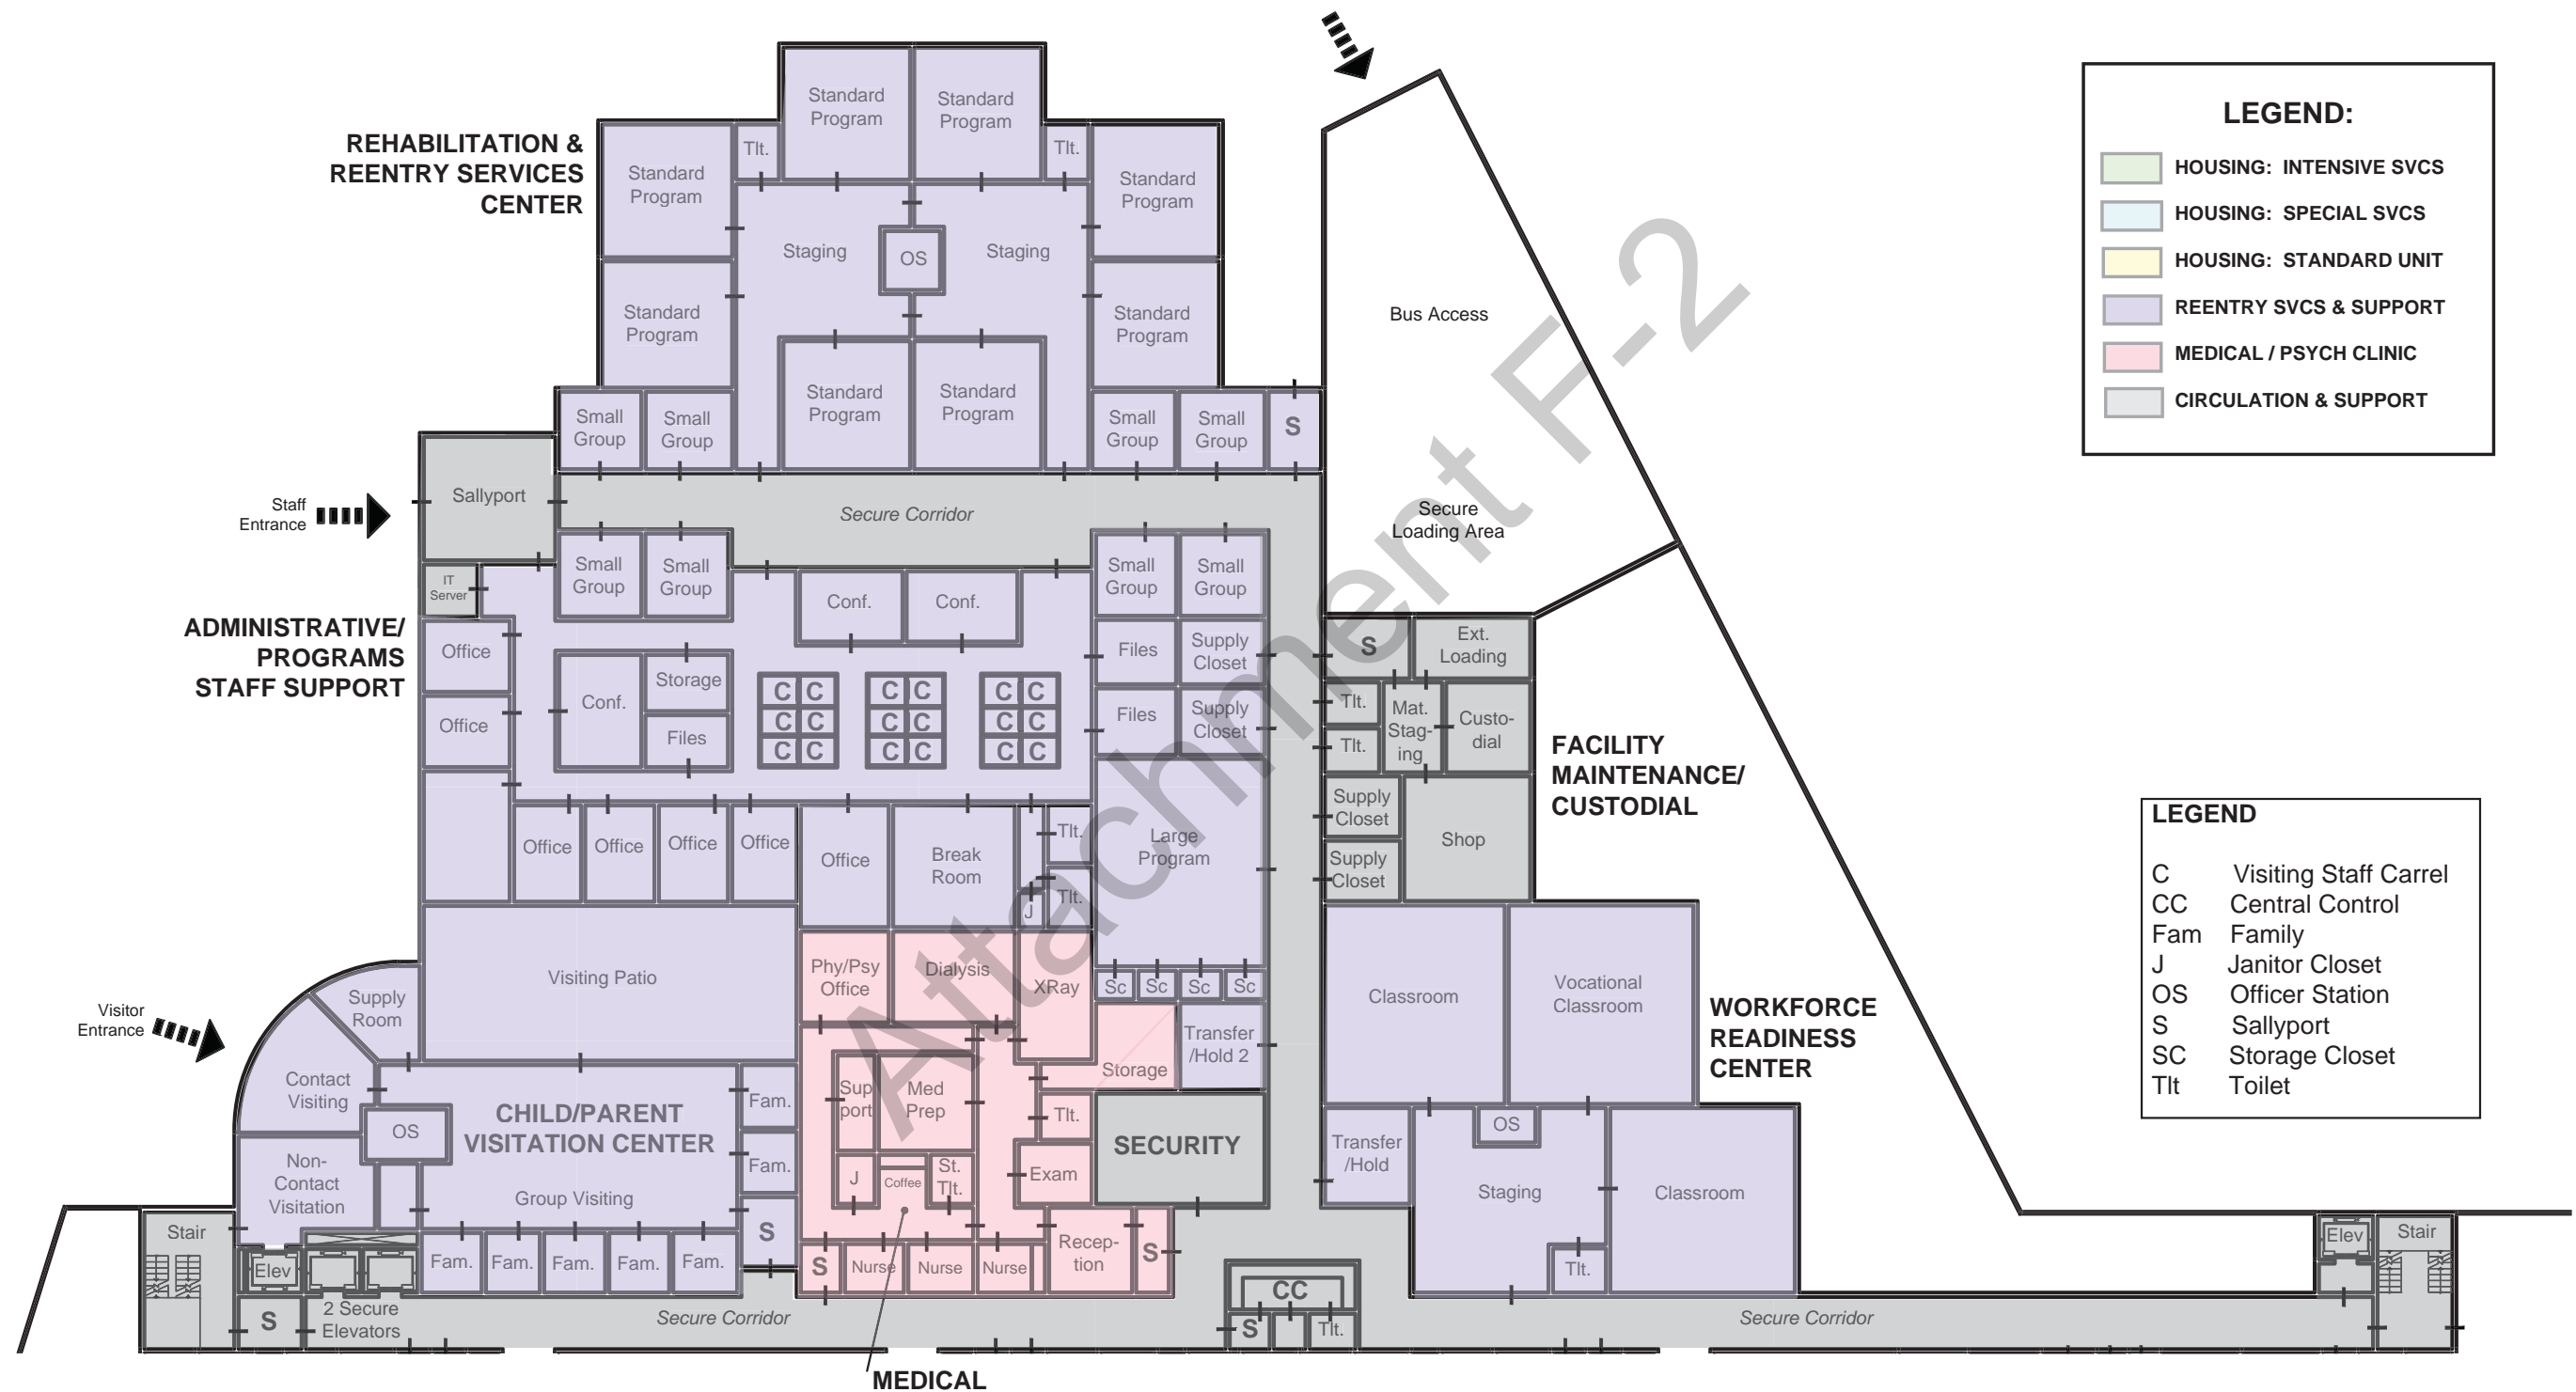 REHABILITATION &
REENTRY SERVICES
CENTER
Standard
Program
Standard
Program
Tlt.
Tlt.
Standard
Program
Standard
Program
Staging
OS
Staging
Standard
Program
Standard
Program
Standard
Program
Standard
Program
Small
Group
Small
Group
Small
Group
Small
Group
S
Bus Access
Secure
Loading Area
Staff
Entrance
Sallyport
Secure Corridor
IT
Server
ADMINISTRATIVE/
PROGRAMS
STAFF SUPPORT
Small
Group
Small
Group
Conf.
Conf.
Small
Group
Small
Group
Office
Office
Conf.
Storage
Files
C C C C C C
C C C C C C
C C C C C C
Files
Supply
Closet
Files
Supply
Closet
Office
Office
Office
Office
Office
Break
Room
Tlt.
Tlt.
J
Large
Program
S
Ext.
Loading
Tlt.
Tlt.
Mat.
Stag-
ing
Custo-
dial
Supply
Closet
Supply
Closet
Shop
FACILITY
MAINTENANCE/
CUSTODIAL
Visitor
Entrance
Supply
Room
Visiting Patio
Phy/Psy
Office
Dialysis
XRay
Sc Sc Sc Sc
Storage
Transfer
/Hold 2
Classroom
Vocational
Classroom
WORKFORCE
READINESS
CENTER
Contact
Visiting
OS
CHILD/PARENT
VISITATION CENTER
Fam.
Fam.
Non-
Contact
Visitation
Group Visiting
S
Fam. Fam. Fam. Fam. Fam.
Sup
port
Med
Prep
Tlt.
J
Coffee
St.
Tlt.
Exam
SECURITY
S
Nurse
Nurse
Nurse
Recep-
tion
S
Transfer
/Hold
OS
Staging
Classroom
Tlt.
Stair
Elev
S
2 Secure
Elevators
Secure Corridor
CC
S
Tlt.
Secure Corridor
Elev
Stair
MEDICAL
LEGEND:
HOUSING: INTENSIVE SVCS
HOUSING: SPECIAL SVCS
HOUSING: STANDARD UNIT
REENTRY SVCS & SUPPORT
MEDICAL / PSYCH CLINIC
CIRCULATION & SUPPORT
LEGEND
C Visiting Staff Carrel
CC Central Control
Fam Family
J Janitor Closet
OS Officer Station
S Sallyport
SC Storage Closet
Tlt Toilet
Attachment F-2